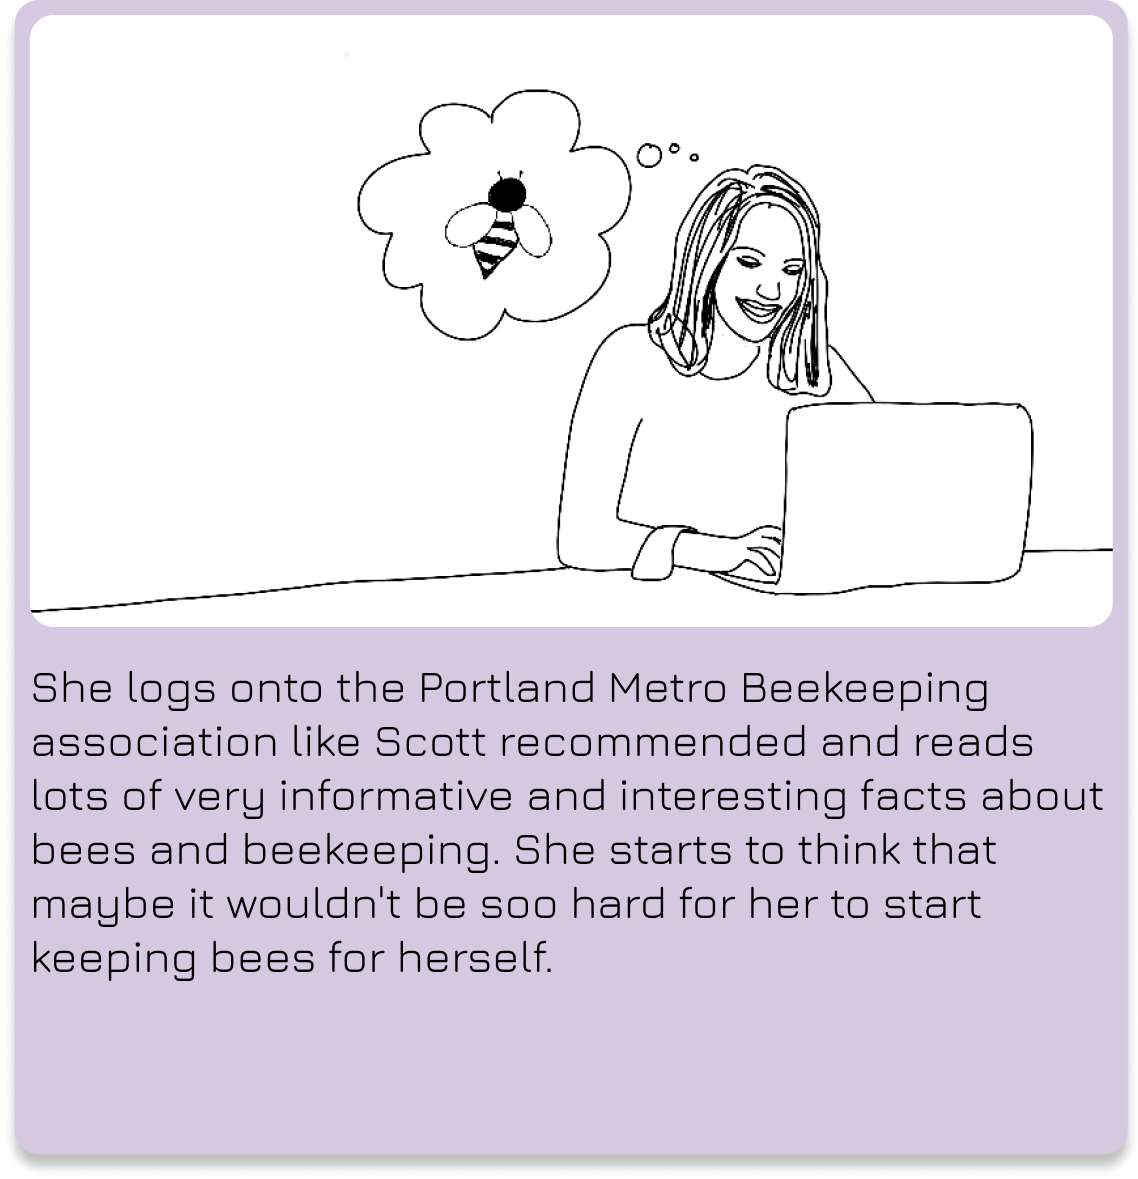 She logs onto the Portland Metro Beekeeping
association like Scott recommended and reads
lots of very informative and interesting facts about
bees and beekeeping. She starts to think that
maybe it wouldn't be soo hard for her to start
keeping bees for herself.